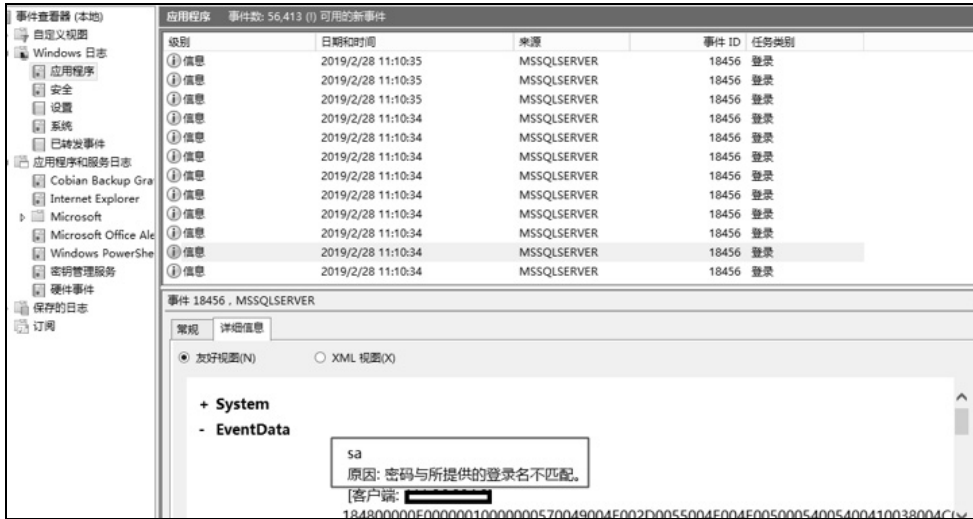 事件查看器 (本地)
自定义视图
Windows 日志
应用程序
安全
设置
系统
已转发事件
应用程序和服务日志
Cobian Backup Gra
Internet Explorer
Microsoft
Microsoft Office Ale
Windows PowerShe
密钥管理服务
硬件事件
保存的日志
订阅
应用程序 事件数: 56,413 (!) 可用的新事件
级别 日期和时间 来源 事件 ID 任务类别
信息 2019/2/28 11:10:35 MSSQLSERVER 18456 登录
信息 2019/2/28 11:10:35 MSSQLSERVER 18456 登录
信息 2019/2/28 11:10:35 MSSQLSERVER 18456 登录
信息 2019/2/28 11:10:34 MSSQLSERVER 18456 登录
信息 2019/2/28 11:10:34 MSSQLSERVER 18456 登录
信息 2019/2/28 11:10:34 MSSQLSERVER 18456 登录
信息 2019/2/28 11:10:34 MSSQLSERVER 18456 登录
信息 2019/2/28 11:10:34 MSSQLSERVER 18456 登录
信息 2019/2/28 11:10:34 MSSQLSERVER 18456 登录
信息 2019/2/28 11:10:34 MSSQLSERVER 18456 登录
信息 2019/2/28 11:10:34 MSSQLSERVER 18456 登录
信息 2019/2/28 11:10:34 MSSQLSERVER 18456 登录
事件 18456，MSSQLSERVER
常规 详细信息
友好视图(N) XML 视图(X)
+ System
- EventData
sa
原因: 密码与所提供的登录名不匹配。
[客户端: